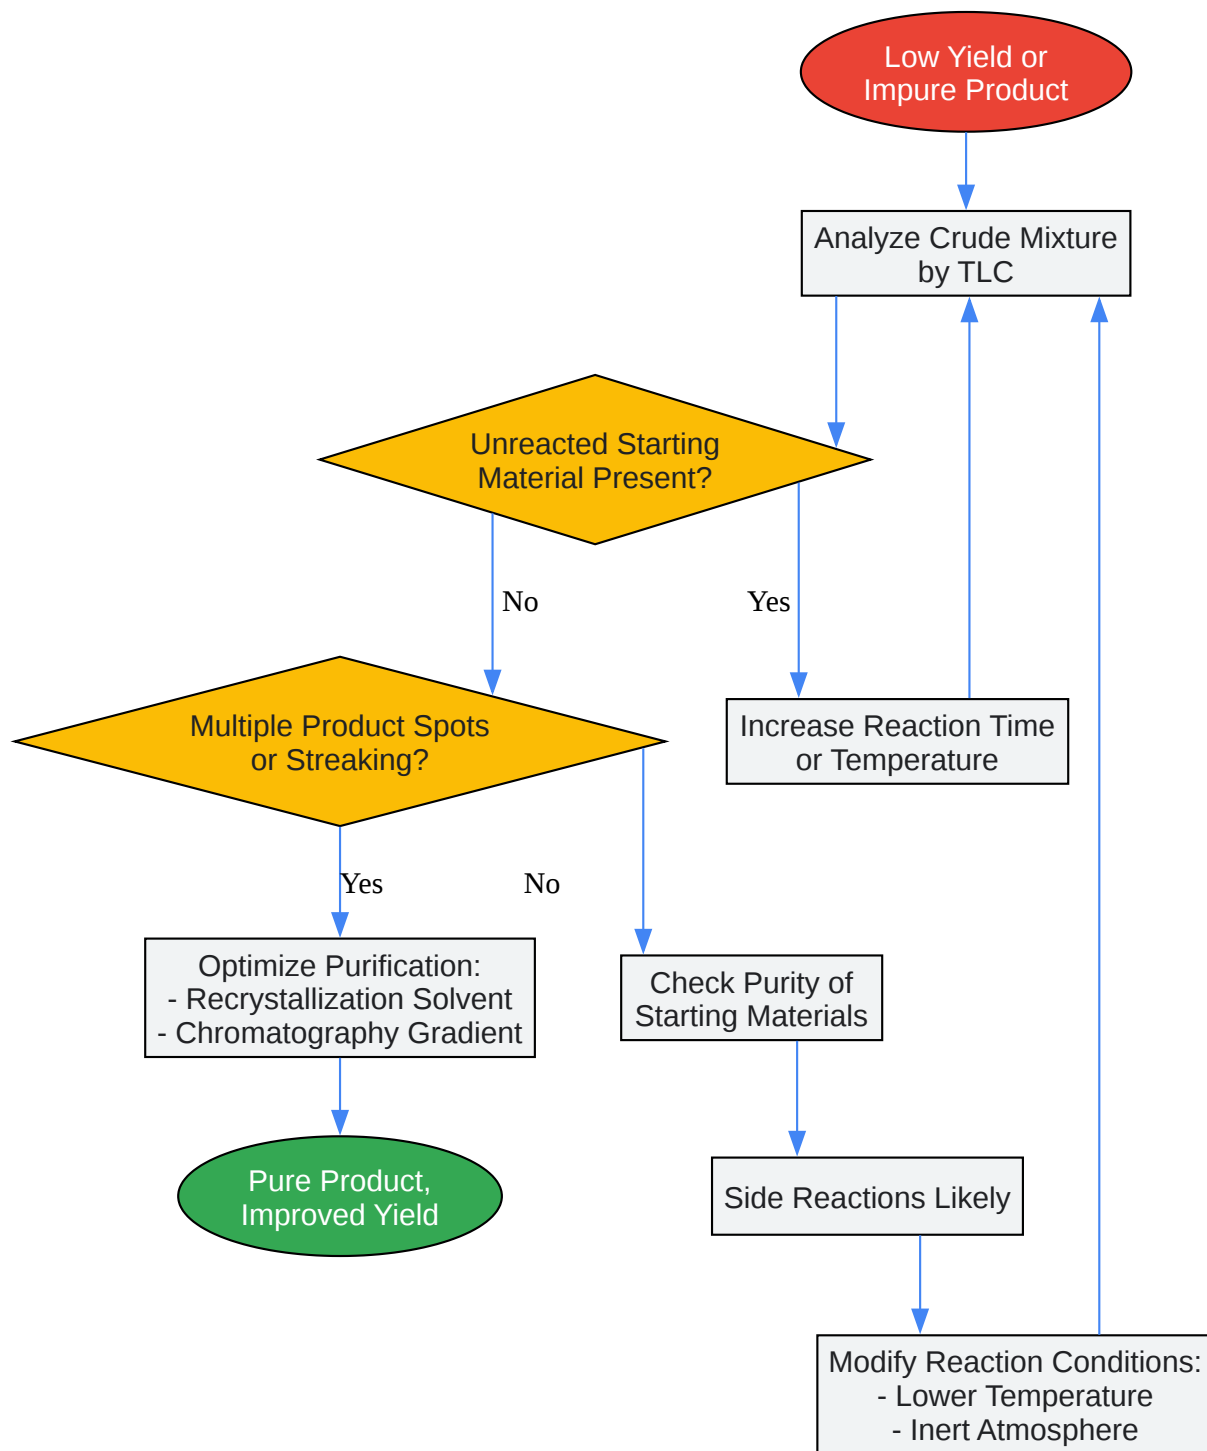 Low Yield or
Impure Product
Analyze Crude Mixture
by TLC
Unreacted Starting
Material Present?
No
Yes
Multiple Product Spots
or Streaking?
Increase Reaction Time
or Temperature
Yes
No
Optimize Purification:
- Recrystallization Solvent
- Chromatography Gradient
Check Purity of
Starting Materials
Pure Product,
Improved Yield
Side Reactions Likely
Modify Reaction Conditions:
- Lower Temperature
- Inert Atmosphere